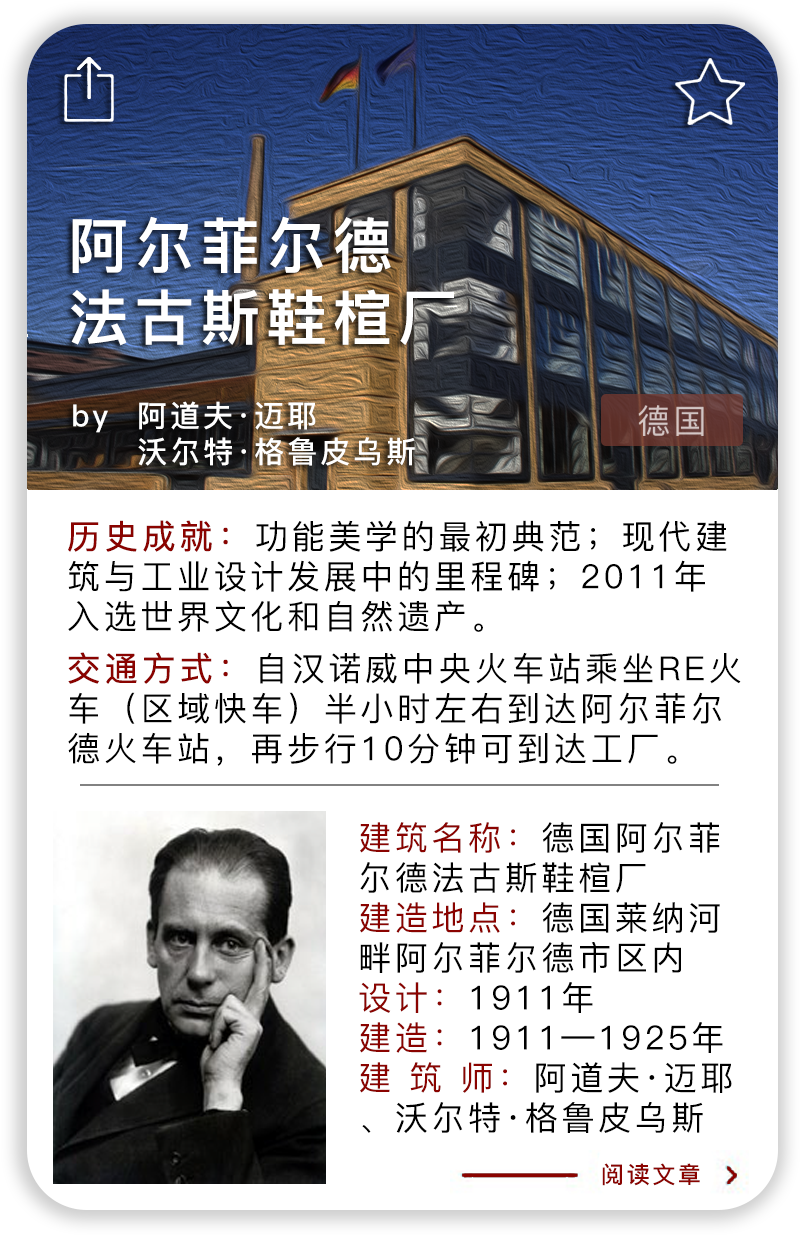 阿尔菲尔德
法古斯鞋楦厂
by 阿道夫·迈耶
沃尔特·格鲁皮乌斯
德国
历史成就：功能美学的最初典范；现代建
筑与工业设计发展中的里程碑；2011年
入选世界文化和自然遗产。
交通方式：自汉诺威中央火车站乘坐RE火
车（区域快车）半小时左右到达阿尔菲尔
德火车站，再步行10分钟可到达工厂。
建筑名称：德国阿尔菲
尔德法古斯鞋楦厂
建造地点：德国莱纳河
畔阿尔菲尔德市区内
设计：1911年
建造：1911—1925年
建 筑 师：阿道夫·迈耶
、沃尔特·格鲁皮乌斯
阅读文章